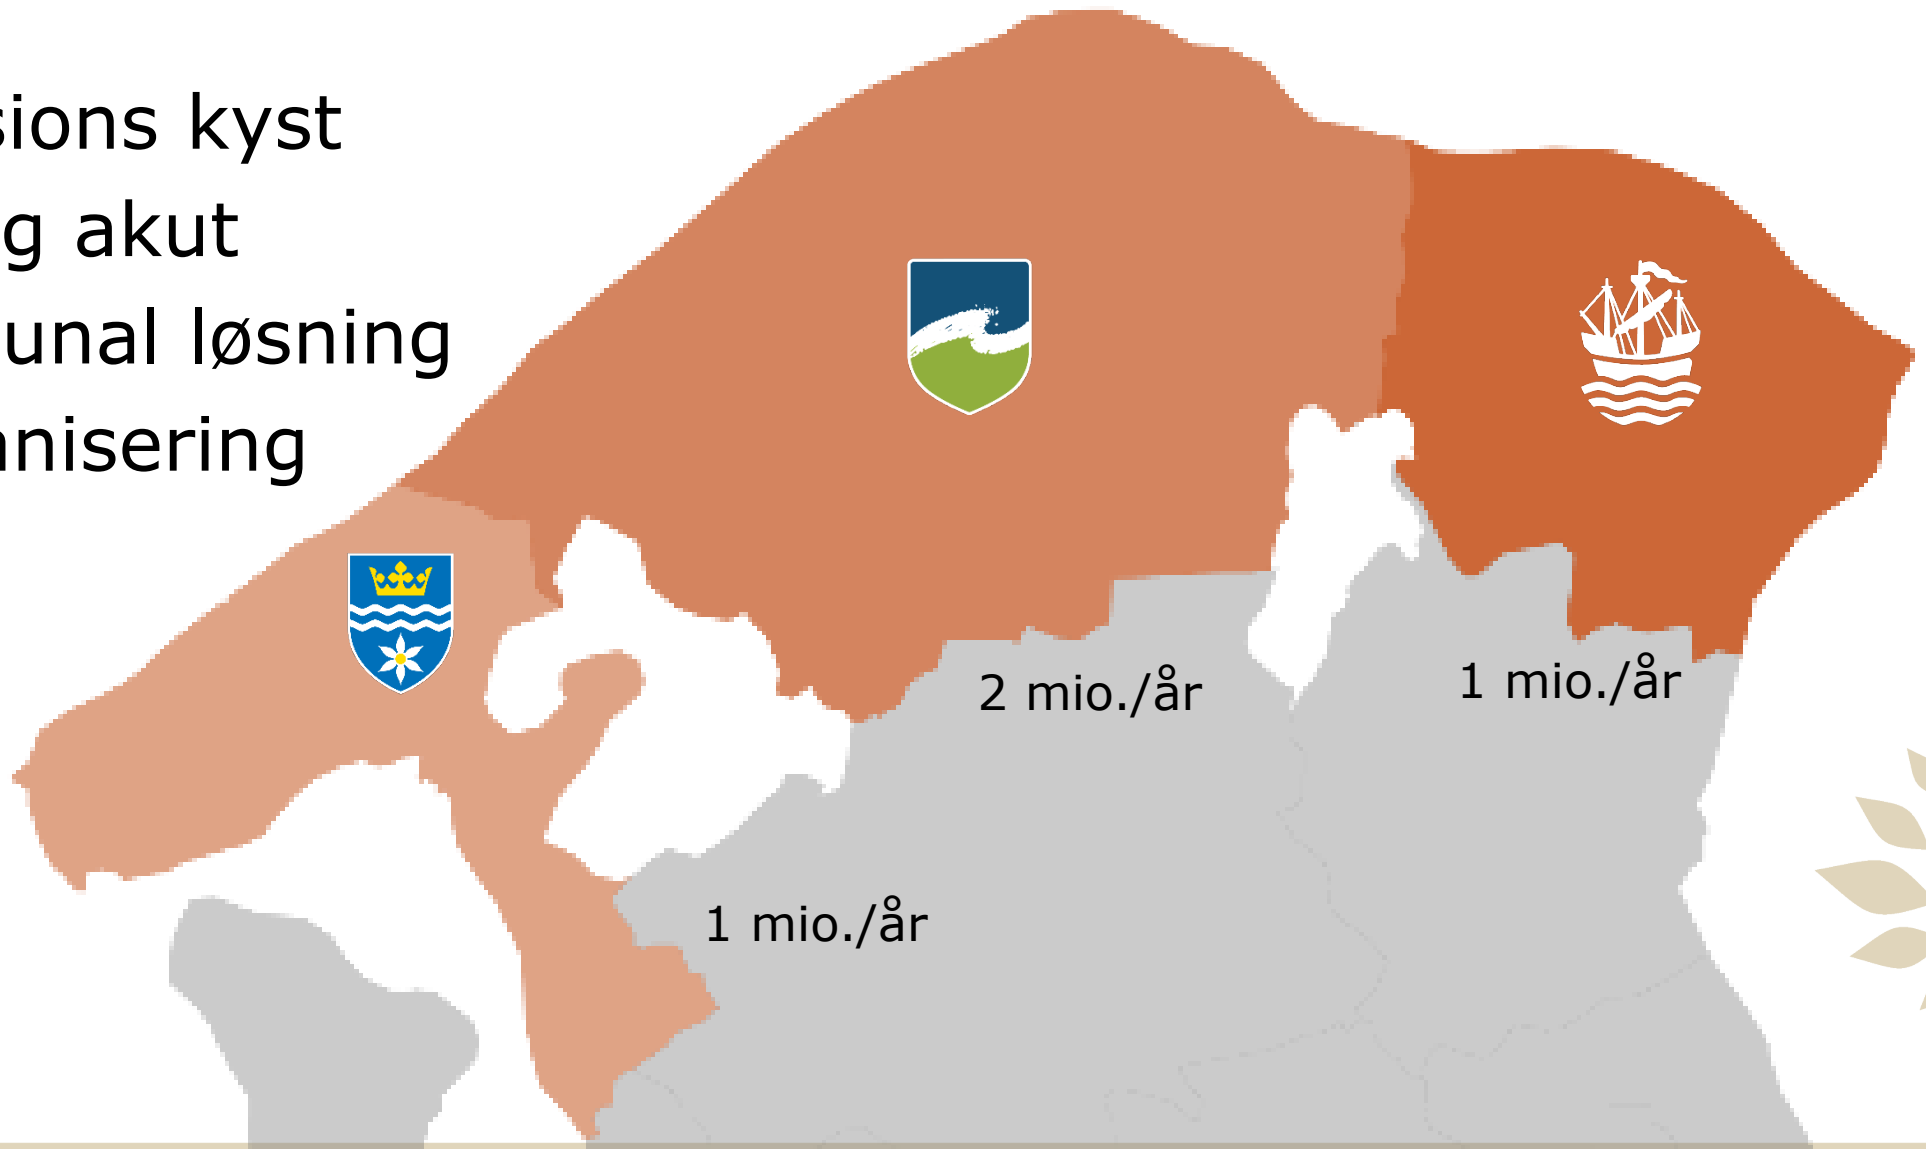 sions kyst
g akut
unal løsning
nisering
2 mio./år
1 mio./år
1 mio./år